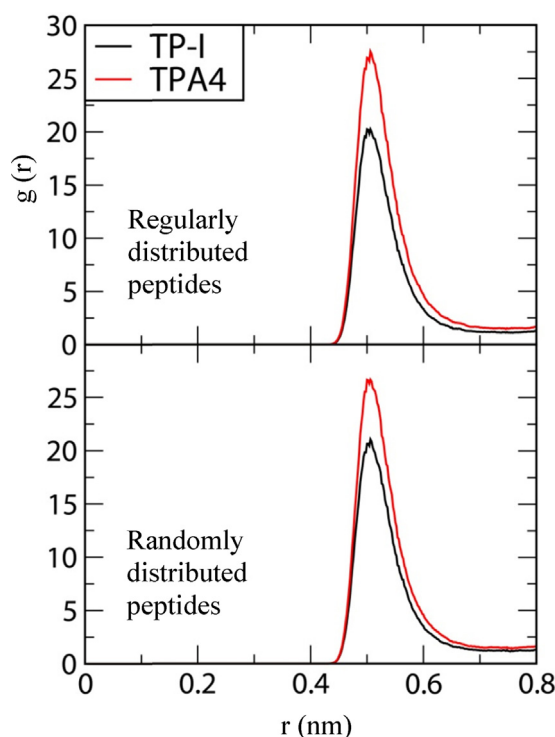 30
TP-I
TPA4
25
20
15
10
5
0
g (r)
Regularly
distributed
peptides
25
20
15
10
5
0
Randomly
distributed
peptides
0
0.2
0.4
0.6
0.8
r (nm)